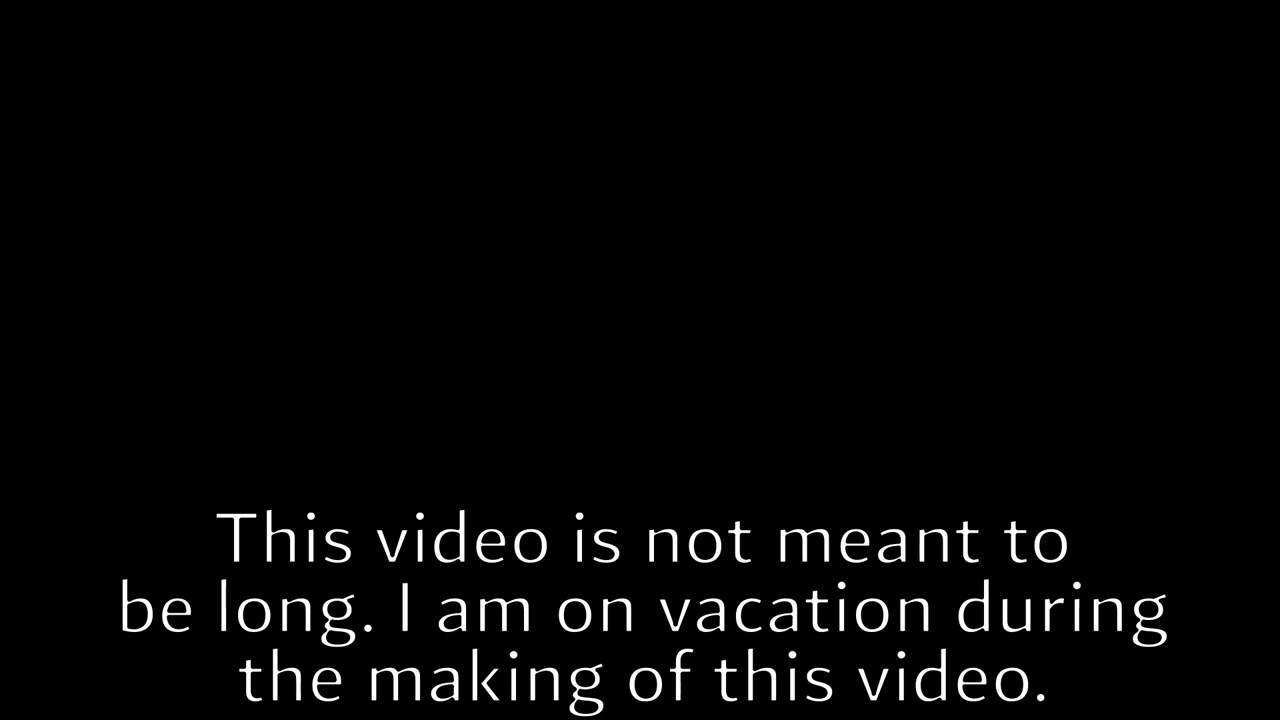 This video is not meant to
be long. I am on vacation during
the making of this video.